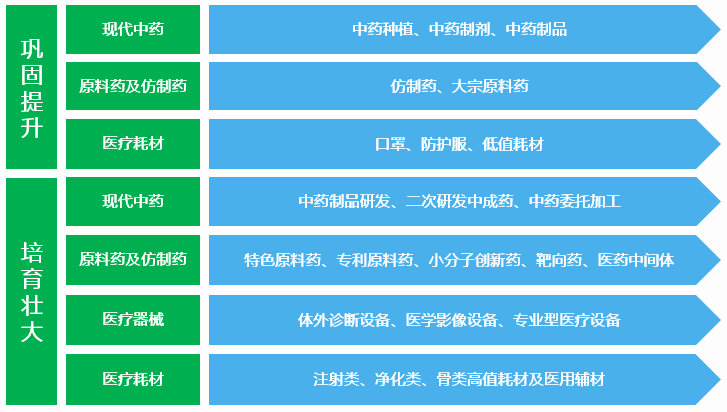 巩固提升
现代中药
中药种植、中药制剂、中药制品
原料药及仿制药
仿制药、大宗原料药
医疗耗材
口罩、防护服、低值耗材
培育壮大
现代中药
中药制品研发、二次研发中成药、中药委托加工
原料药及仿制药
特色原料药、专利原料药、小分子创新药、靶向药、医药中间体
医疗器械
体外诊断设备、医学影像设备、专业型医疗设备
医疗耗材
注射类、净化类、骨类高值耗材及医用辅材